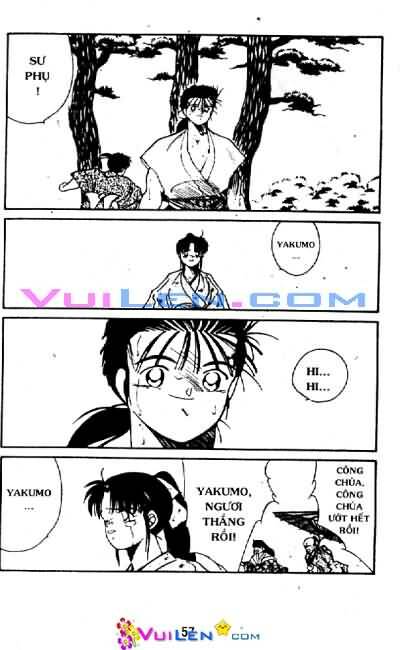 SƯ
PHỤ
!
YAKUMO
...
VUILEN.COM
HI...
HI...
YAKUMO
...
YAKUMO,
NGƯƠI
THẮNG
RỒI!
CÔNG
CHÚA,
CÔNG
CHÚA
ƯỚT HẾT
RỒI!
57
VUILEN.COM